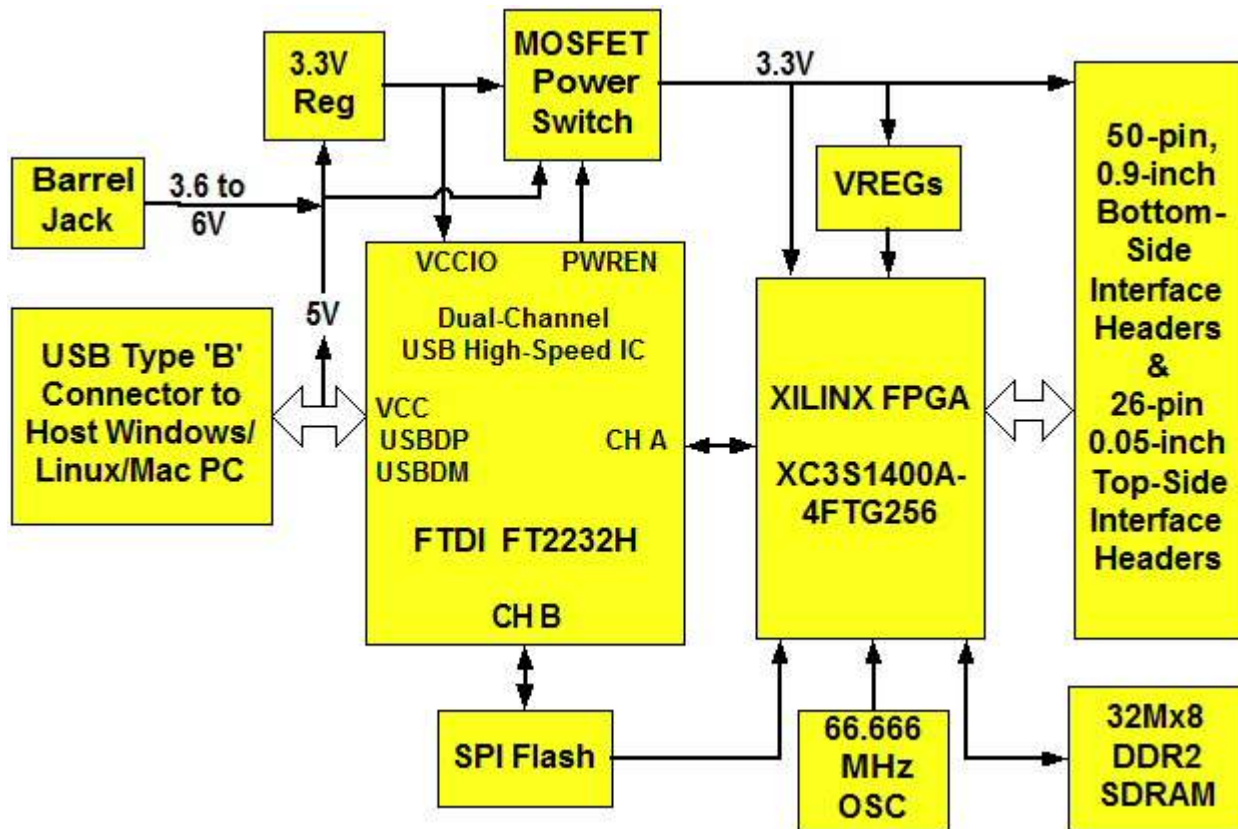 3.3V
Reg
MOSFET
Power
Switch
3.3V
Barrel
Jack
3.6 to
6V
VREGs
50-pin,
0.9-inch
Bottom-
Side
Interface
Headers
&
26-pin
0.05-inch
Top-Side
Interface
Headers
5V
USB Type 'B'
Connector to
Host Windows/
Linux/Mac PC
VCCIO
PWREN
Dual-Channel
USB High-Speed IC
VCC
USBDP
USBDM
CH A
FTDI FT2232H
CH B
XILINX FPGA
XC3S1400A-
4FTG256
SPI Flash
66.666
MHz
OSC
32Mx8
DDR2
SDRAM